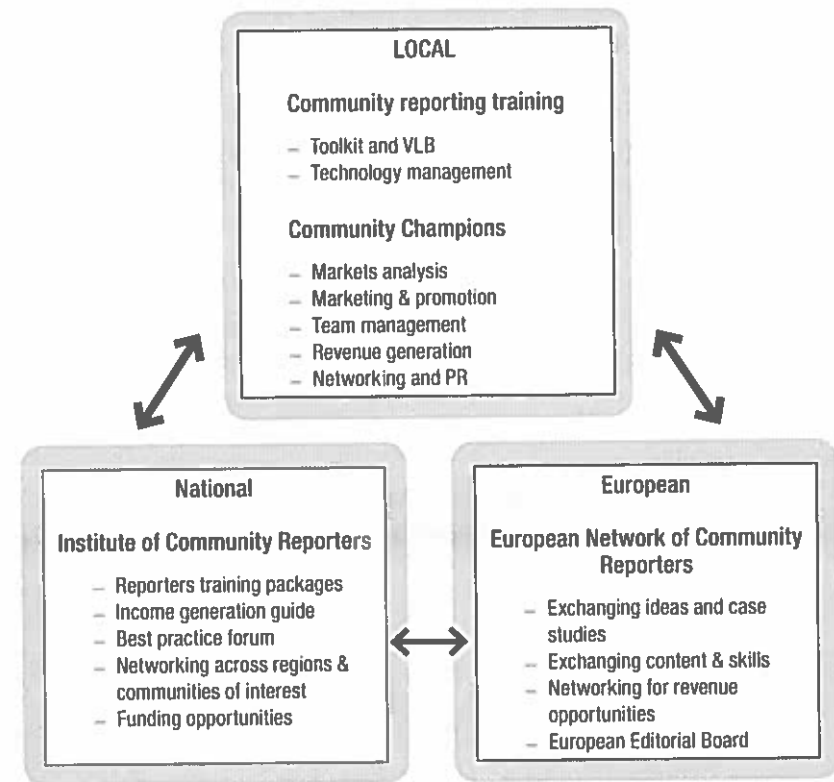 LOCAL
Community reporting training
– Toolkit and VLB
– Technology management
Community Champions
– Markets analysis
– Marketing & promotion
– Team management
– Revenue generation
– Networking and PR
National
Institute of Community Reporters
– Reporters training packages
– Income generation guide
– Best practice forum
– Networking across regions &
communities of interest
– Funding opportunities
European
European Network of Community
Reporters
– Exchanging ideas and case
studies
– Exchanging content & skills
– Networking for revenue
opportunities
– European Editorial Board